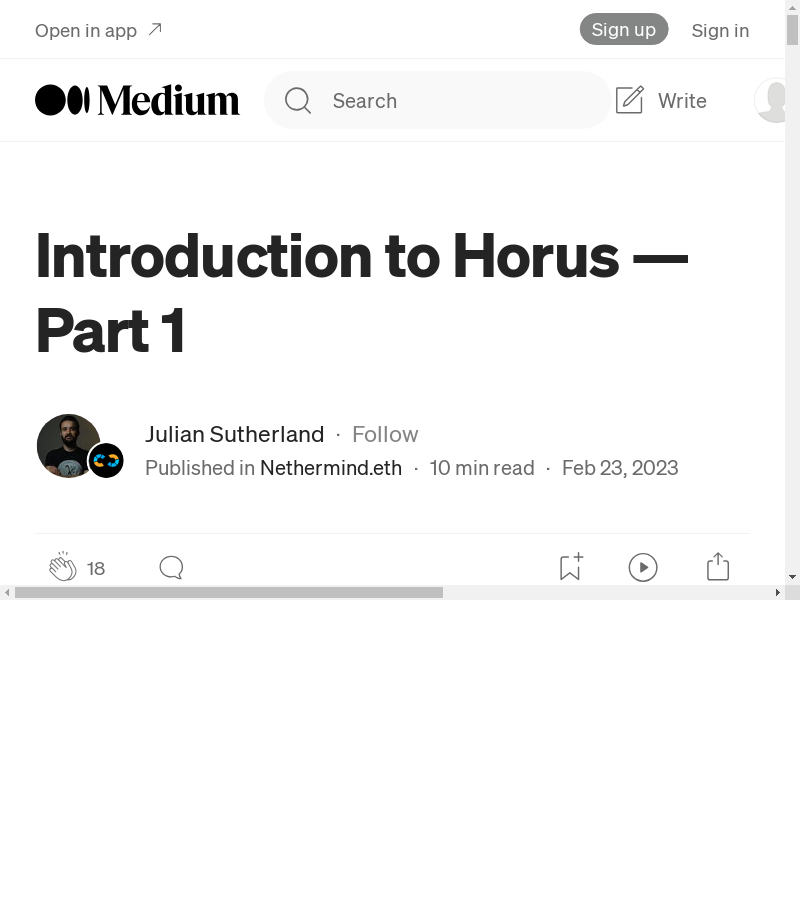 Open in app
Sign up
Sign in
Medium
Search
Write
Introduction to Horus —
Part 1
Julian Sutherland · Follow
Published in Nethermind.eth · 10 min read · Feb 23, 2023
18